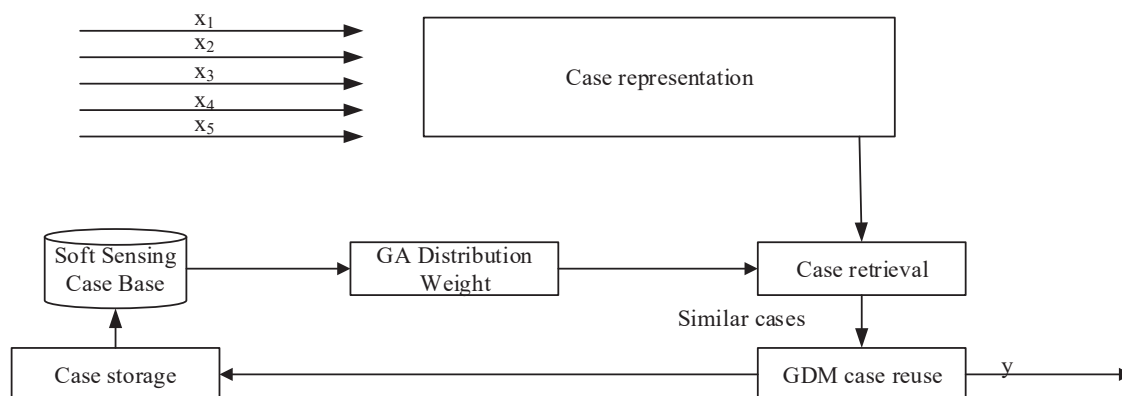 x₁
x₂
x₃
x₄
x₅
Case representation
Soft Sensing
Case Base
GA Distribution
Weight
Case retrieval
Similar cases
Case storage
GDM case reuse
y